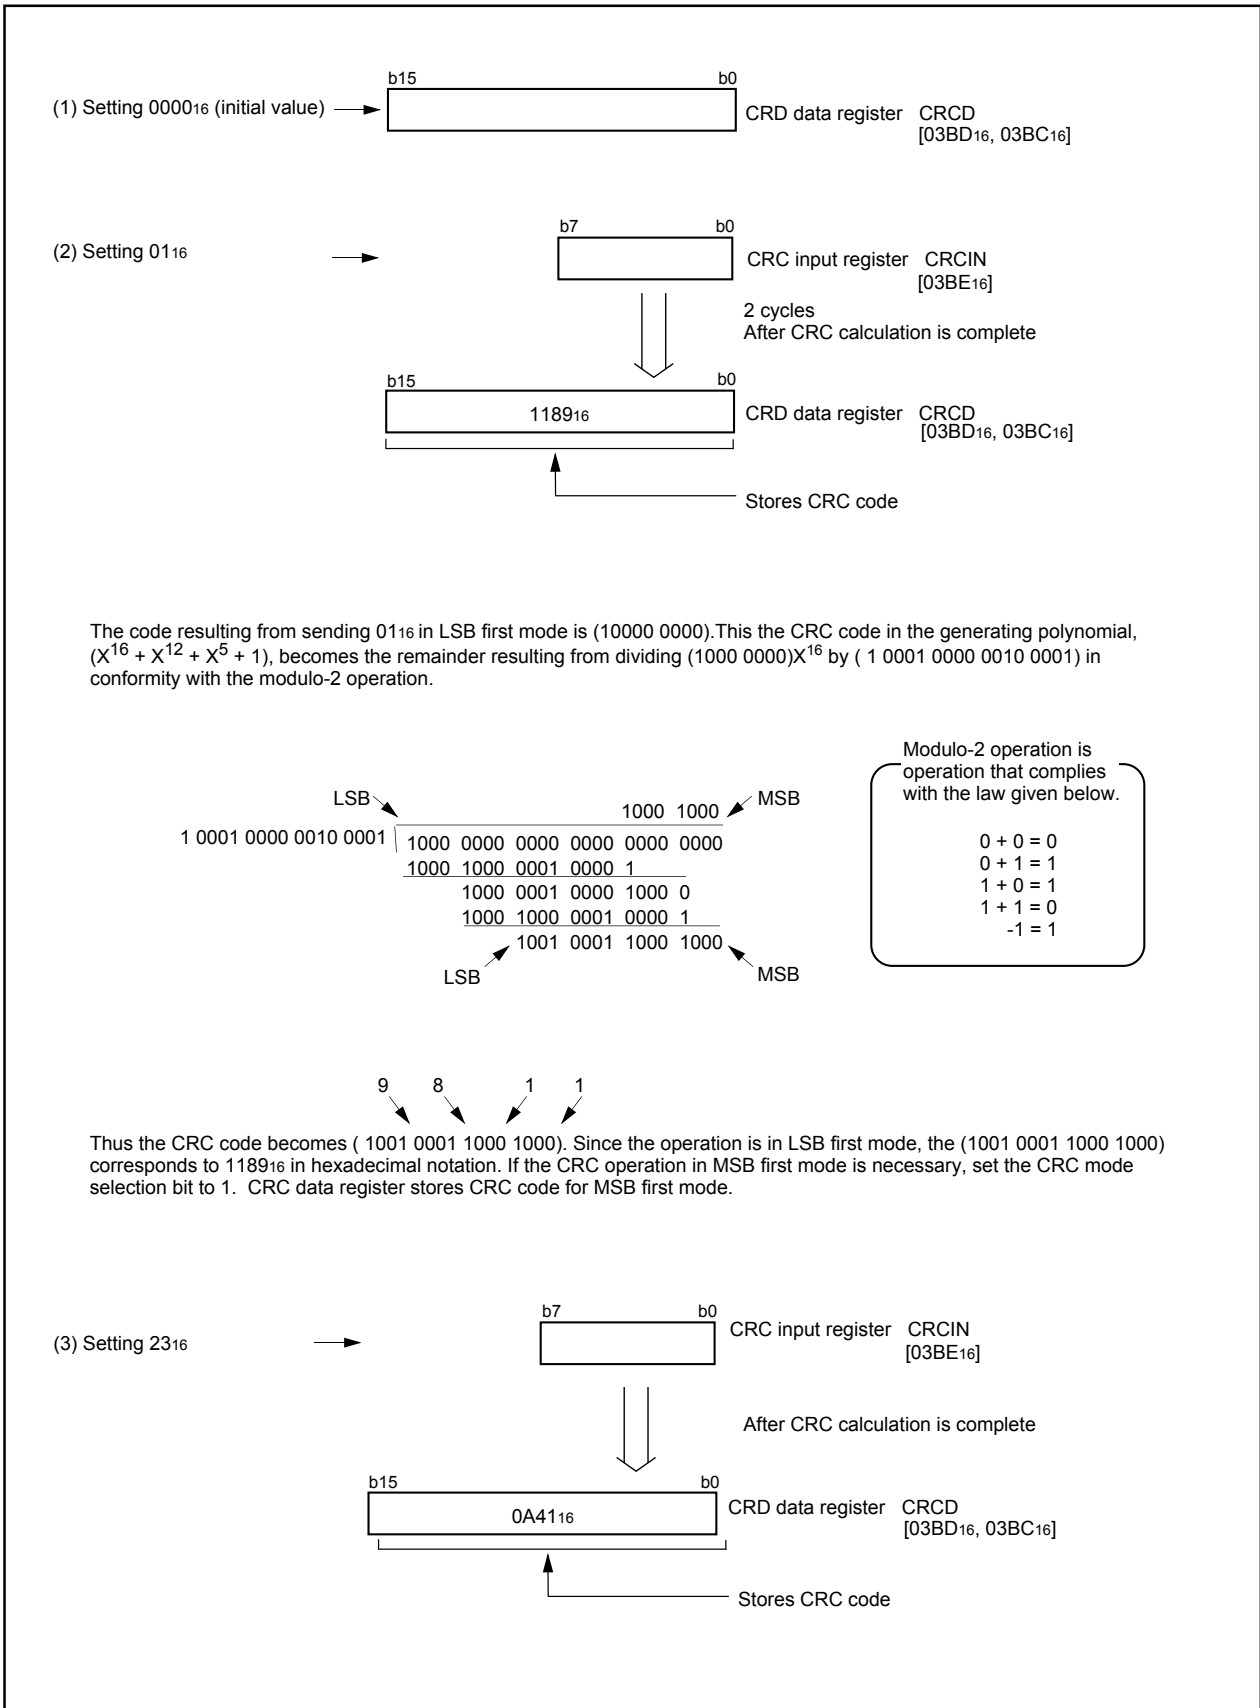 b15 b0
(1) Setting 000016 (initial value) CRD data register CRCD
[03BD16, 03BC16]
b7 b0
(2) Setting 0116 CRC input register CRCIN
[03BE16]
2 cycles
After CRC calculation is complete
b15 b0
118916 CRD data register CRCD
[03BD16, 03BC16]
Stores CRC code
The code resulting from sending 0116 in LSB first mode is (10000 0000).This the CRC code in the generating polynomial,
(X16 + X12 + X5 + 1), becomes the remainder resulting from dividing (1000 0000)X16 by ( 1 0001 0000 0010 0001) in
conformity with the modulo-2 operation.
LSB 1000 1000 MSB
1 0001 0000 0010 0001 1000 0000 0000 0000 0000 0000
1000 1000 0001 0000 1
1000 0001 0000 1000 0
1000 1000 0001 0000 1
1001 0001 1000 1000
LSB MSB
Modulo-2 operation is
operation that complies
with the law given below.
0 + 0 = 0
0 + 1 = 1
1 + 0 = 1
1 + 1 = 0
-1 = 1
9 8 1 1
Thus the CRC code becomes ( 1001 0001 1000 1000). Since the operation is in LSB first mode, the (1001 0001 1000 1000)
corresponds to 118916 in hexadecimal notation. If the CRC operation in MSB first mode is necessary, set the CRC mode
selection bit to 1. CRC data register stores CRC code for MSB first mode.
b7 b0
(3) Setting 2316 CRC input register CRCIN
[03BE16]
After CRC calculation is complete
b15 b0
0A4116 CRD data register CRCD
[03BD16, 03BC16]
Stores CRC code